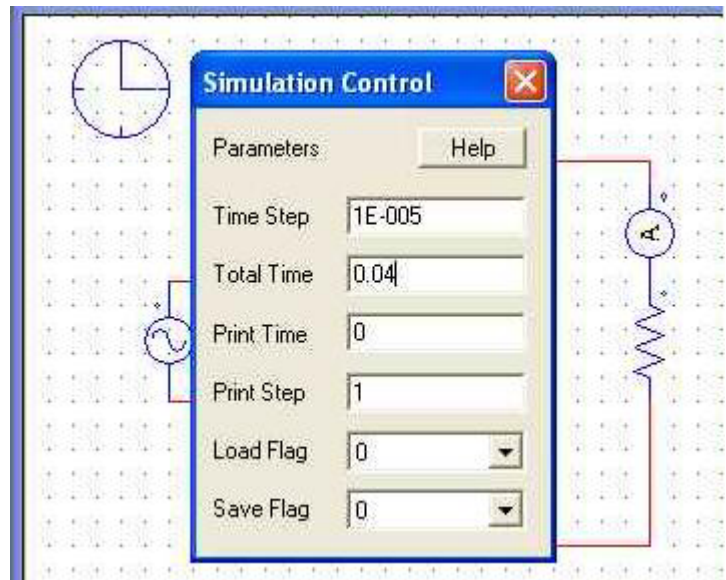 Simulation Control
Parameters
Help
Time Step 1E-005
Total Time 0.04
Print Time 0
Print Step 1
Load Flag 0
Save Flag 0
A